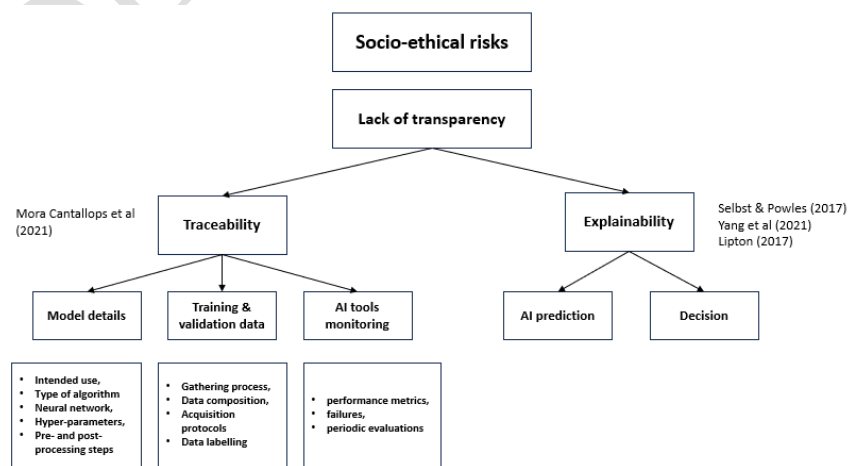 Socio-ethical risks
Lack of transparency
Mora Cantallops et al
(2021)
Traceability
Explainability
Selbst & Powles (2017)
Yang et al (2021)
Lipton (2017)
Model details
Training &
validation data
AI tools
monitoring
AI prediction
Decision
• Intended use,
• Type of algorithm
• Neural network,
• Hyper-parameters,
• Pre- and post-
processing steps
• Gathering process,
• Data composition,
• Acquisition
protocols
• Data labelling
• performance metrics,
• failures,
• periodic evaluations